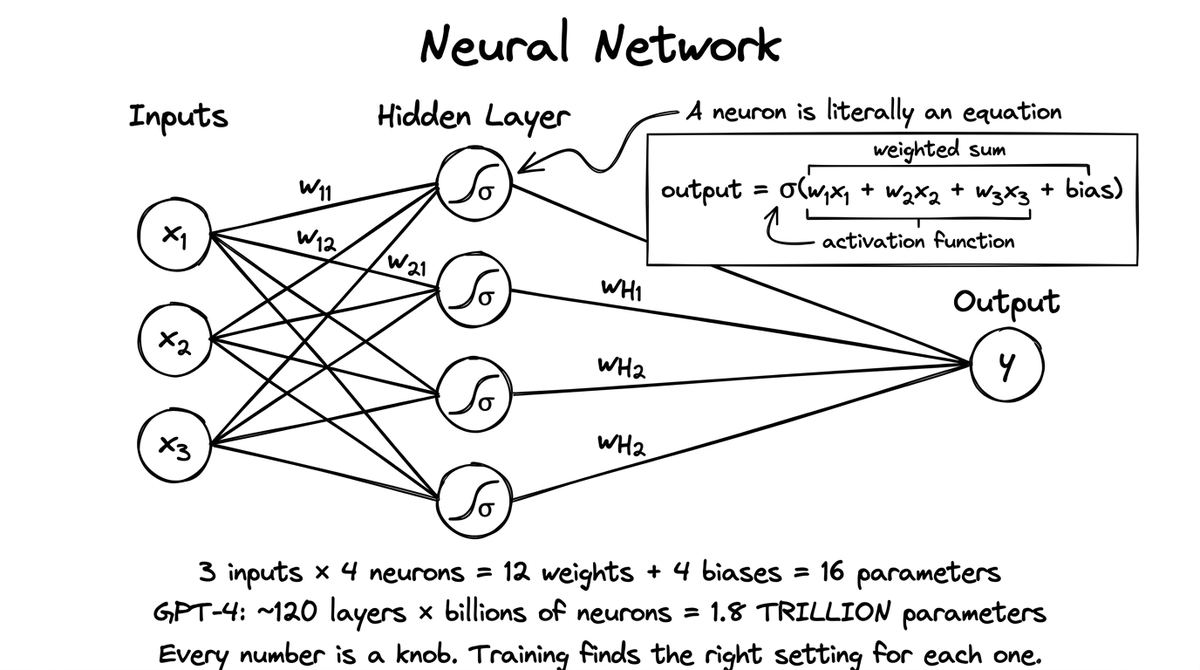 Neural Network
Inputs
Hidden Layer
A neuron is literally an equation
weighted sum
output = σ(w₁x₁ + w₂x₂ + w₃x₃ + bias)
activation function
w₁₁
w₁₂
w₂₁
x₁
x₂
x₃
σ
σ
σ
σ
wH₁
wH₂
wH₂
Output
y
3 inputs × 4 neurons = 12 weights + 4 biases = 16 parameters
GPT-4: ~120 layers × billions of neurons = 1.8 TRILLION parameters
Every number is a knob. Training finds the right setting for each one.